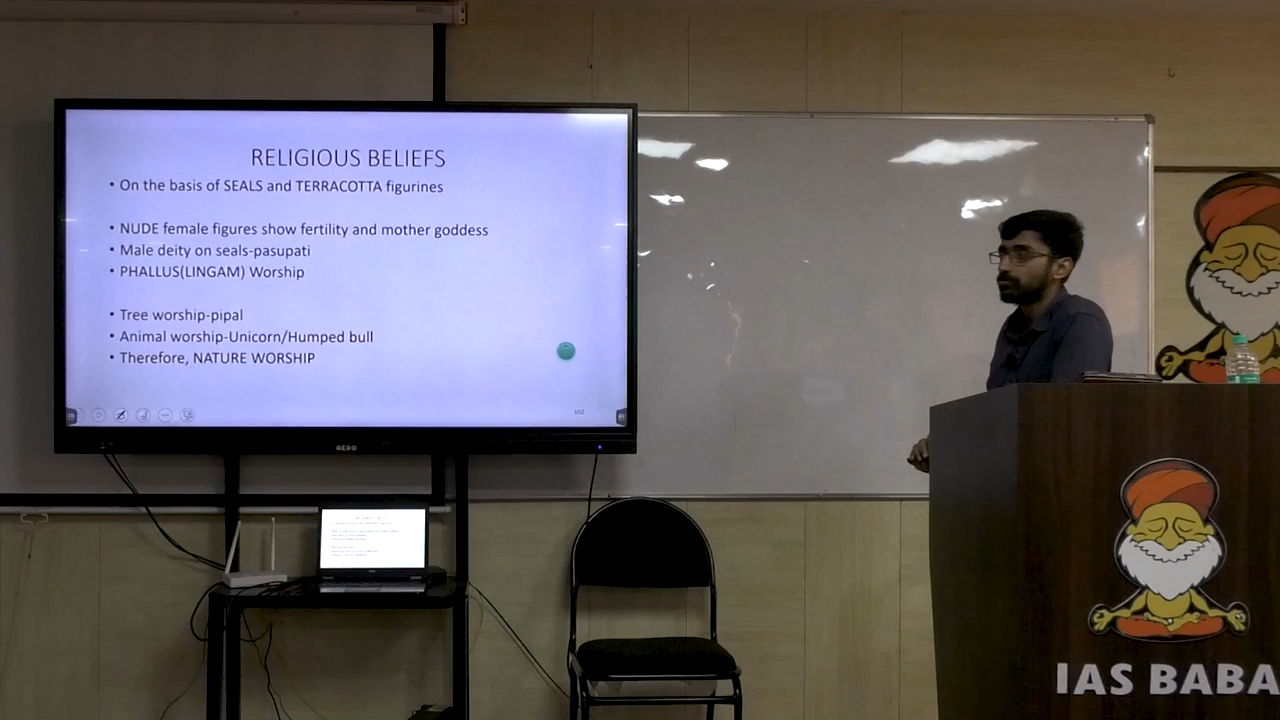 RELIGIOUS BELIEFS
• On the basis of SEALS and TERRACOTTA figurines
• NUDE female figures show fertility and mother goddess
• Male deity on seals-pasupati
• PHALLUS(LINGAM) Worship
• Tree worship-pipal
• Animal worship-Unicorn/Humped bull
• Therefore, NATURE WORSHIP
102
AERO
IAS BABA